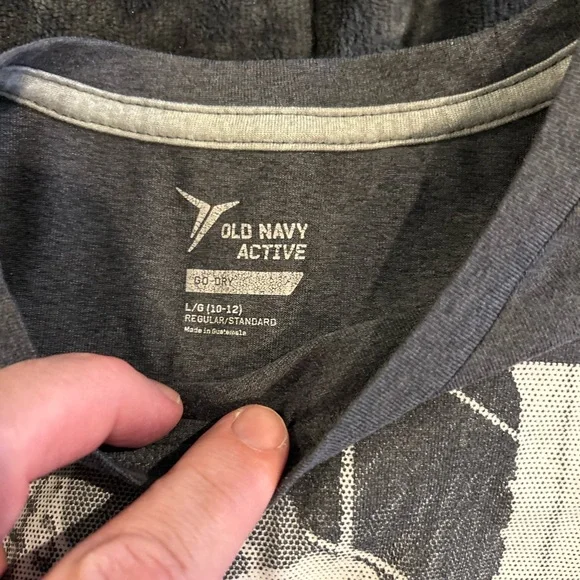 OLD NAVY
ACTIVE
GO-DRY
L/G (10-12)
REGULAR/STANDARD
Made in Guatemala